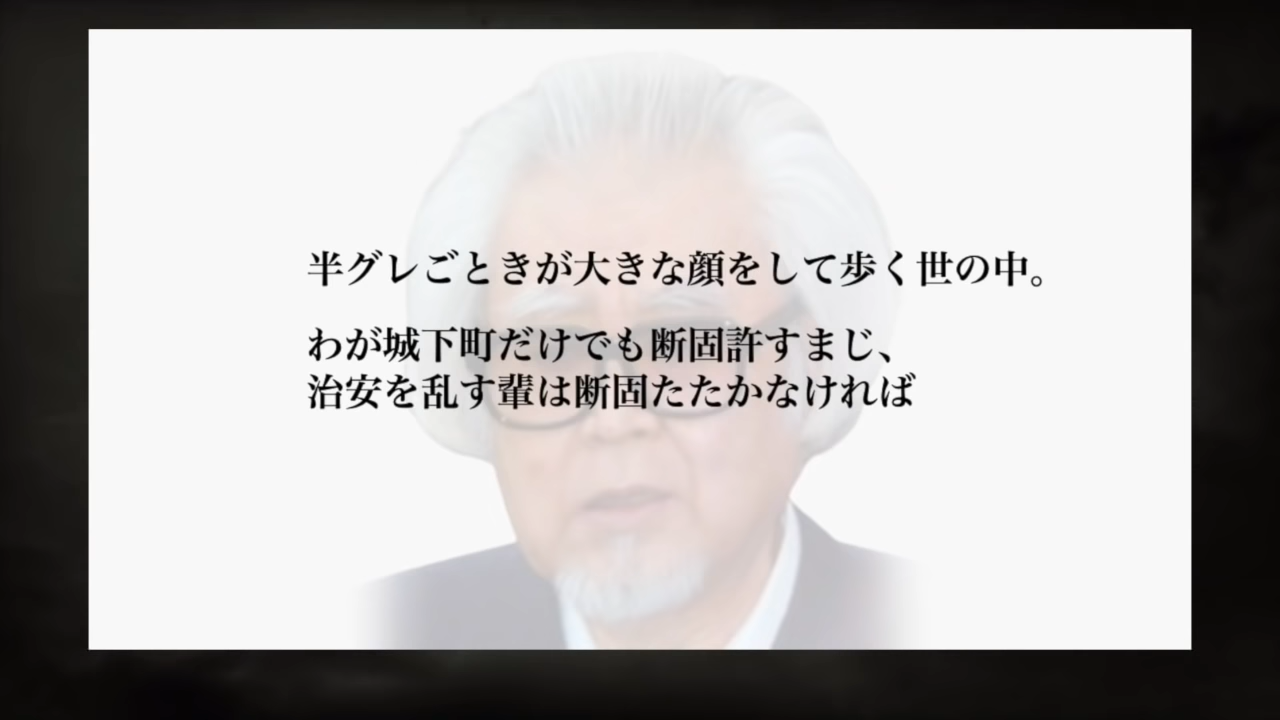 半グレごときが大きな顔をして歩く世の中。
わが城下町だけでも断固許すまじ、
治安を乱す輩は断固たたかなければ